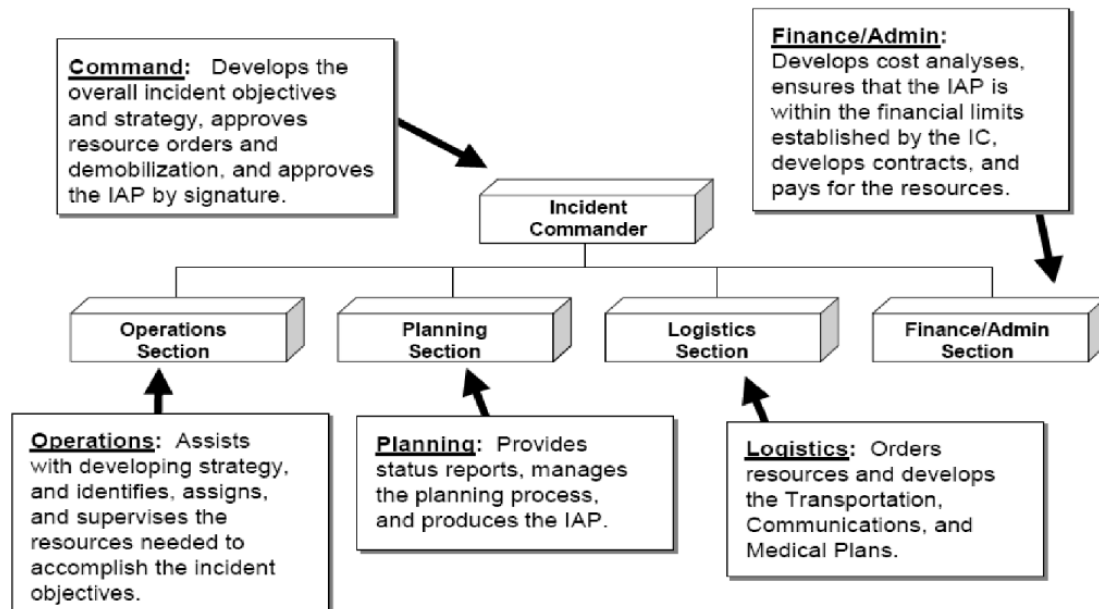 Command: Develops the
overall incident objectives
and strategy, approves
resource orders and
demobilization, and approves
the IAP by signature.
Finance/Admin:
Develops cost analyses,
ensures that the IAP is
within the financial limits
established by the IC,
develops contracts, and
pays for the resources.
Incident
Commander
Operations
Section
Planning
Section
Logistics
Section
Finance/Admin
Section
Operations: Assists
with developing strategy,
and identifies, assigns,
and supervises the
resources needed to
accomplish the incident
objectives.
Planning: Provides
status reports, manages
the planning process,
and produces the IAP.
Logistics: Orders
resources and develops
the Transportation,
Communications, and
Medical Plans.